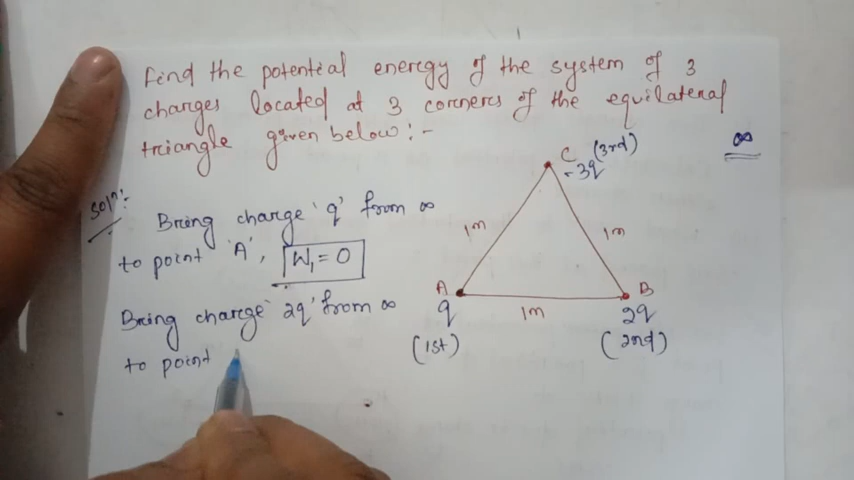 Find the potential energy of the system of 3
charges located at 3 corners of the equilateral
triangle given below:-
∞
C (3rd)
-3q
Solⁿ:
Bring charge 'q' from ∞
to point 'A', W₁ = 0
1m
1m
A
B
q
1m
2q
(1st)
(2nd)
Bring charge '2q' from ∞
to point